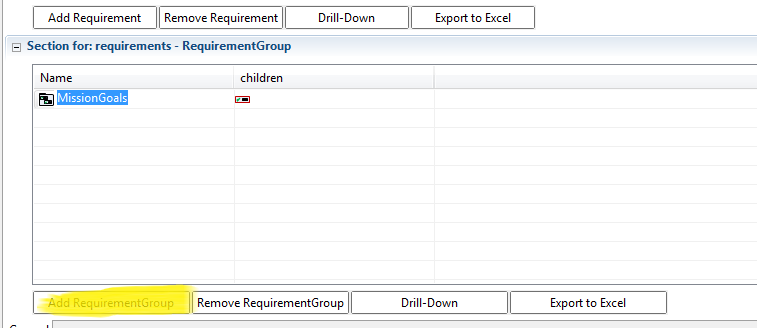 Add Requirement Remove Requirement Drill-Down Export to Excel
Section for: requirements - RequirementGroup
Name children
MissionGoals
Add RequirementGroup Remove RequirementGroup Drill-Down Export to Excel